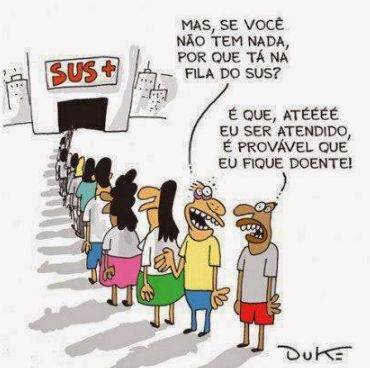 SUS +
MAS, SE VOCÊ
NÃO TEM NADA,
POR QUE TÁ NA
FILA DO SUS?
É QUE, ATÉÉÉÉ
EU SER ATENDIDO,
É PROVÁVEL QUE
EU FIQUE DOENTE!
DUKE